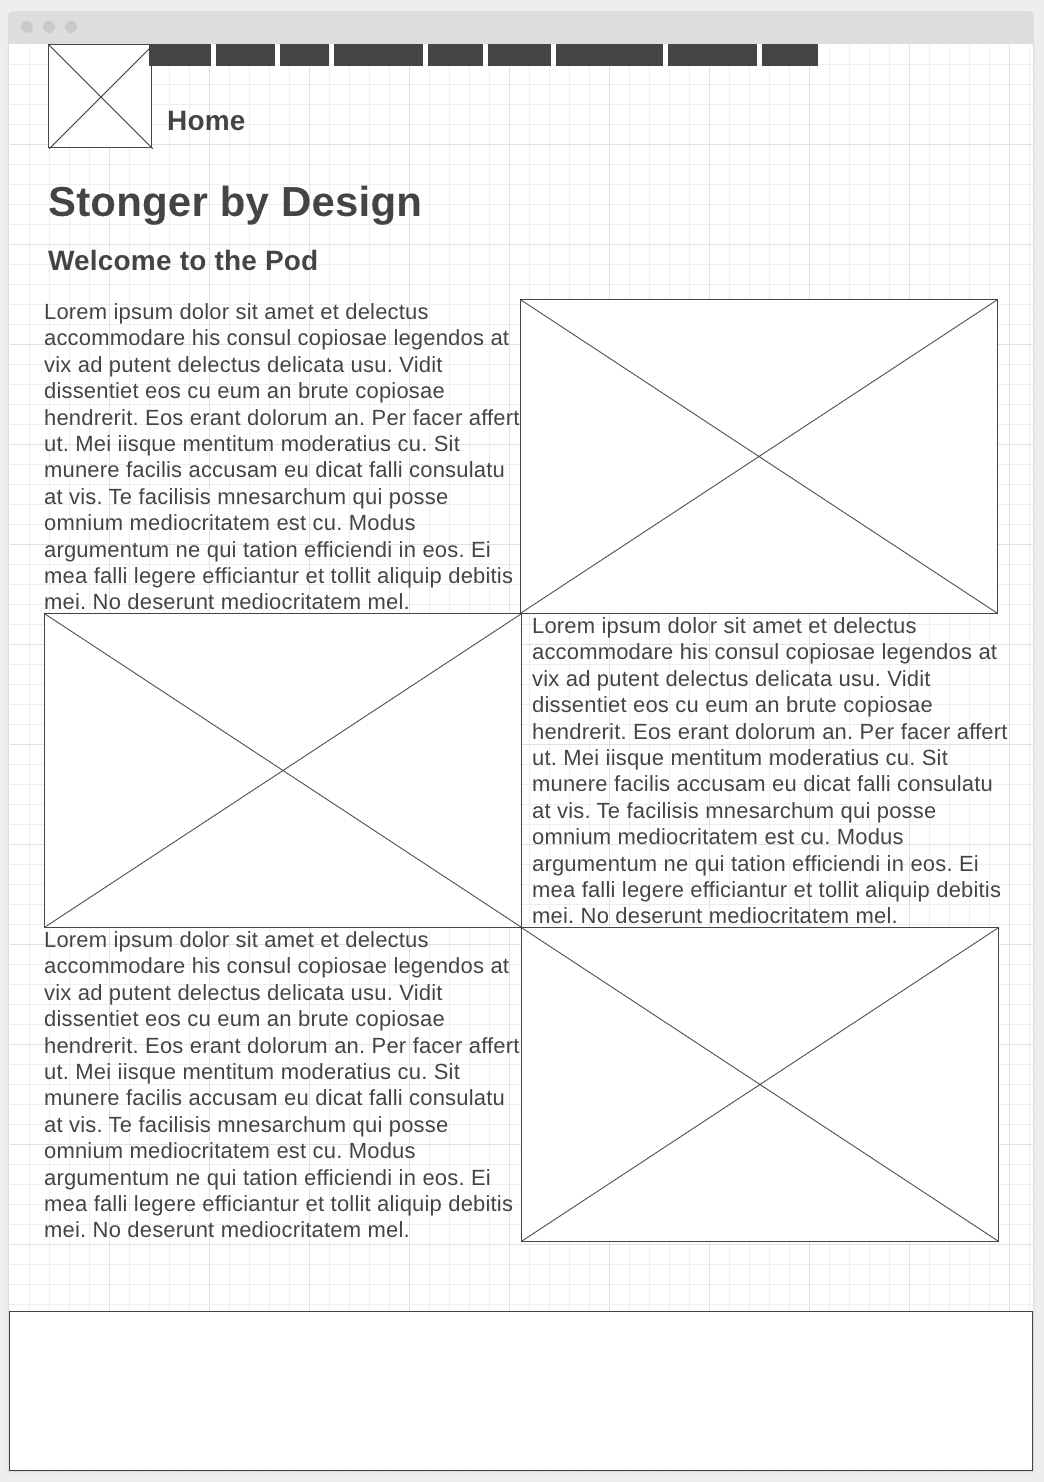 Home
Stonger by Design
Welcome to the Pod
Lorem ipsum dolor sit amet et delectus
accommodare his consul copiosae legendos at
vix ad putent delectus delicata usu. Vidit
dissentiet eos cu eum an brute copiosae
hendrerit. Eos erant dolorum an. Per facer affert
ut. Mei iisque mentitum moderatius cu. Sit
munere facilis accusam eu dicat falli consulatu
at vis. Te facilisis mnesarchum qui posse
omnium mediocritatem est cu. Modus
argumentum ne qui tation efficiendi in eos. Ei
mea falli legere efficiantur et tollit aliquip debitis
mei. No deserunt mediocritatem mel.
Lorem ipsum dolor sit amet et delectus
accommodare his consul copiosae legendos at
vix ad putent delectus delicata usu. Vidit
dissentiet eos cu eum an brute copiosae
hendrerit. Eos erant dolorum an. Per facer affert
ut. Mei iisque mentitum moderatius cu. Sit
munere facilis accusam eu dicat falli consulatu
at vis. Te facilisis mnesarchum qui posse
omnium mediocritatem est cu. Modus
argumentum ne qui tation efficiendi in eos. Ei
mea falli legere efficiantur et tollit aliquip debitis
mei. No deserunt mediocritatem mel.
Lorem ipsum dolor sit amet et delectus
accommodare his consul copiosae legendos at
vix ad putent delectus delicata usu. Vidit
dissentiet eos cu eum an brute copiosae
hendrerit. Eos erant dolorum an. Per facer affert
ut. Mei iisque mentitum moderatius cu. Sit
munere facilis accusam eu dicat falli consulatu
at vis. Te facilisis mnesarchum qui posse
omnium mediocritatem est cu. Modus
argumentum ne qui tation efficiendi in eos. Ei
mea falli legere efficiantur et tollit aliquip debitis
mei. No deserunt mediocritatem mel.